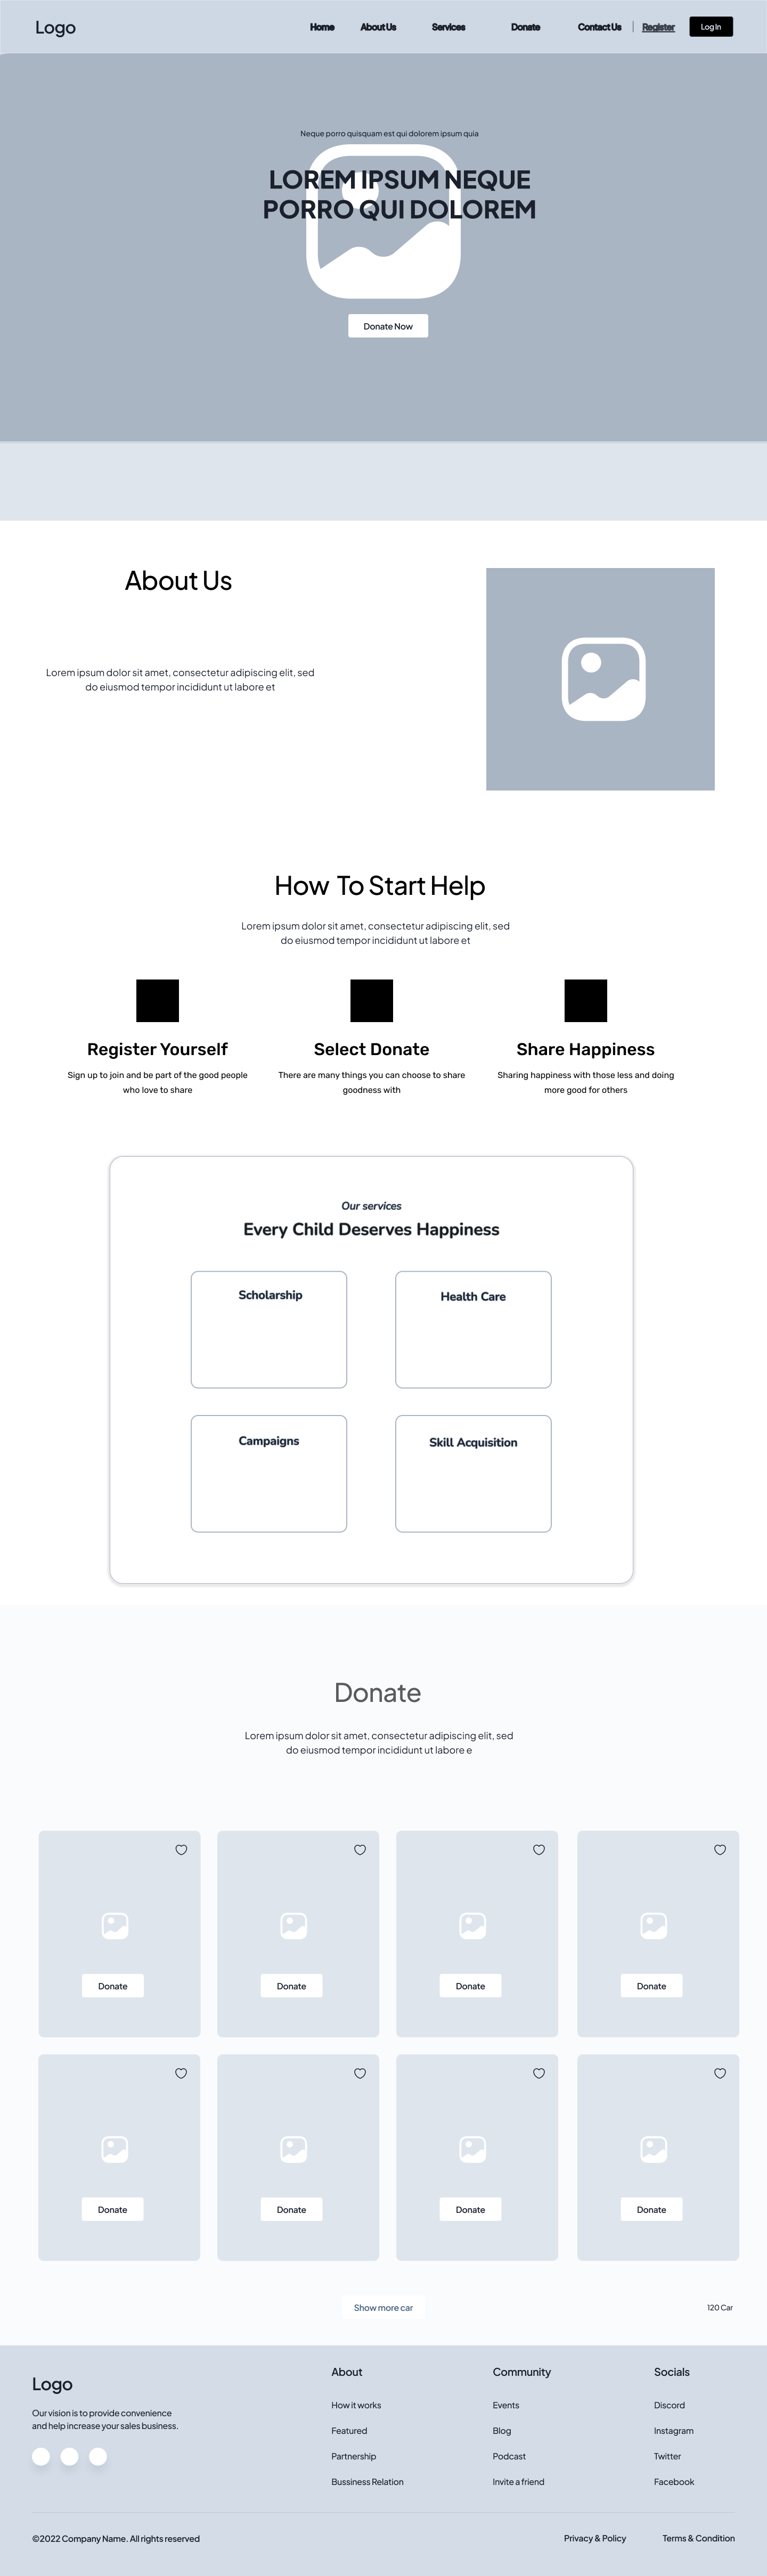 Logo
Home About Us Services Donate Contact Us Register Log In
Neque porro quisquam est qui dolorem ipsum quia
LOREM IPSUM NEQUE
PORRO QUI DOLOREM
Donate Now
About Us
Lorem ipsum dolor sit amet, consectetur adipiscing elit, sed
do eiusmod tempor incididunt ut labore et
How To Start Help
Lorem ipsum dolor sit amet, consectetur adipiscing elit, sed
do eiusmod tempor incididunt ut labore et
Register Yourself
Sign up to join and be part of the good people
who love to share
Select Donate
There are many things you can choose to share
goodness with
Share Happiness
Sharing happiness with those less and doing
more good for others
Our services
Every Child Deserves Happiness
Scholarship
Health Care
Campaigns
Skill Acquisition
Donate
Lorem ipsum dolor sit amet, consectetur adipiscing elit, sed
do eiusmod tempor incididunt ut labore e
Donate
Donate
Donate
Donate
Donate
Donate
Donate
Donate
Show more car
120 Car
Logo
Our vision is to provide convenience
and help increase your sales business.
About
How it works
Featured
Partnership
Bussiness Relation
Community
Events
Blog
Podcast
Invite a friend
Socials
Discord
Instagram
Twitter
Facebook
©2022 Company Name. All rights reserved
Privacy & Policy
Terms & Condition